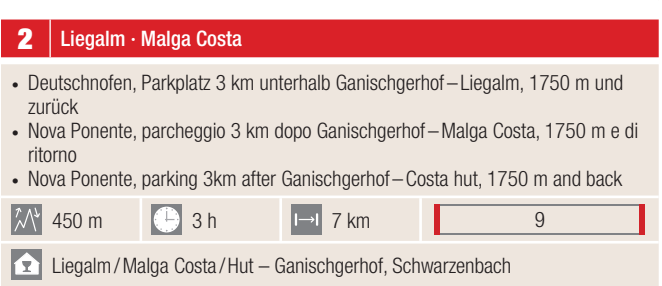 2 Liegalm · Malga Costa
• Deutschnofen, Parkplatz 3 km unterhalb Ganischgerhof – Liegalm, 1750 m und
zurück
• Nova Ponente, parcheggio 3 km dopo Ganischgerhof – Malga Costa, 1750 m e di
ritorno
• Nova Ponente, parking 3km after Ganischgerhof – Costa hut, 1750 m and back
450 m 3 h 7 km 9
Liegalm / Malga Costa / Hut – Ganischgerhof, Schwarzenbach